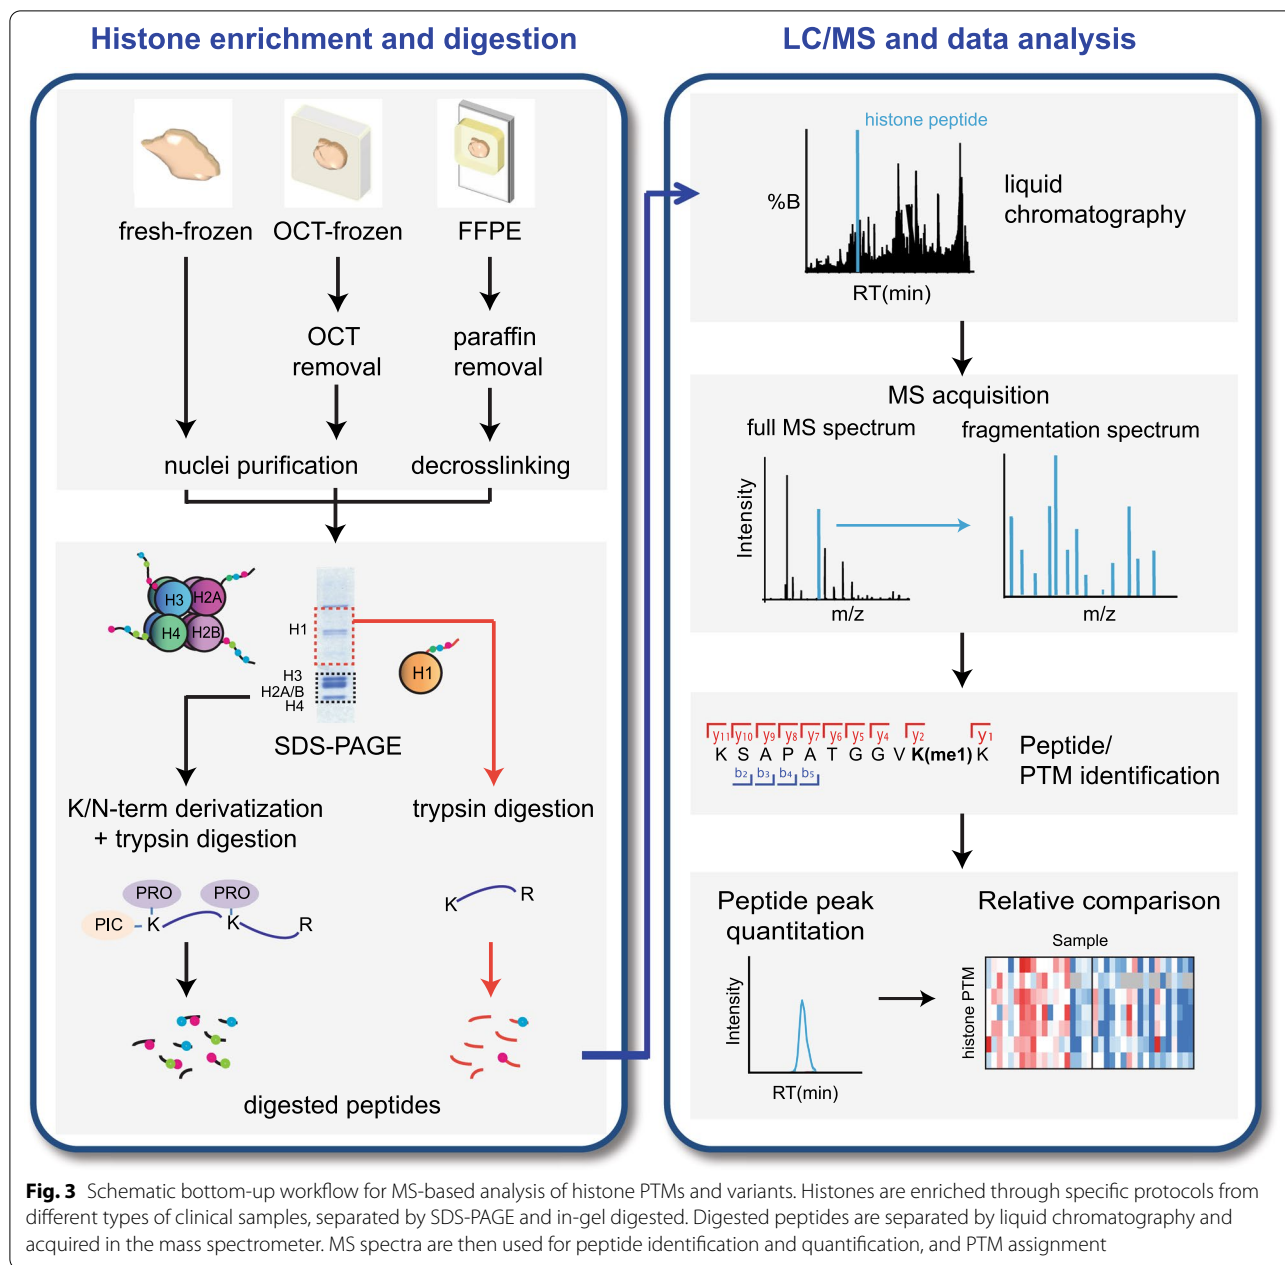 Histone enrichment and digestion
fresh-frozen
OCT-frozen
FFPE
OCT
removal
paraffin
removal
nuclei purification
decrosslinking
H3
H2A
H4
H2B
H1
H3
H2A/B
H4
H1
SDS-PAGE
K/N-term derivatization
+ trypsin digestion
trypsin digestion
PRO
PRO
PIC
K
K
R
K
R
digested peptides
LC/MS and data analysis
histone peptide
%B
RT(min)
liquid
chromatography
MS acquisition
full MS spectrum
fragmentation spectrum
Intensity
m/z
m/z
y11 y10 y9 y8 y7 y6 y5 y4 y2 y1
K S A P A T G G V K(me1) K
b2 b3 b4 b5
Peptide/
PTM identification
Peptide peak
quantitation
Intensity
RT(min)
Relative comparison
Sample
histone PTM
Fig. 3 Schematic bottom-up workflow for MS-based analysis of histone PTMs and variants. Histones are enriched through specific protocols from
different types of clinical samples, separated by SDS-PAGE and in-gel digested. Digested peptides are separated by liquid chromatography and
acquired in the mass spectrometer. MS spectra are then used for peptide identification and quantification, and PTM assignment